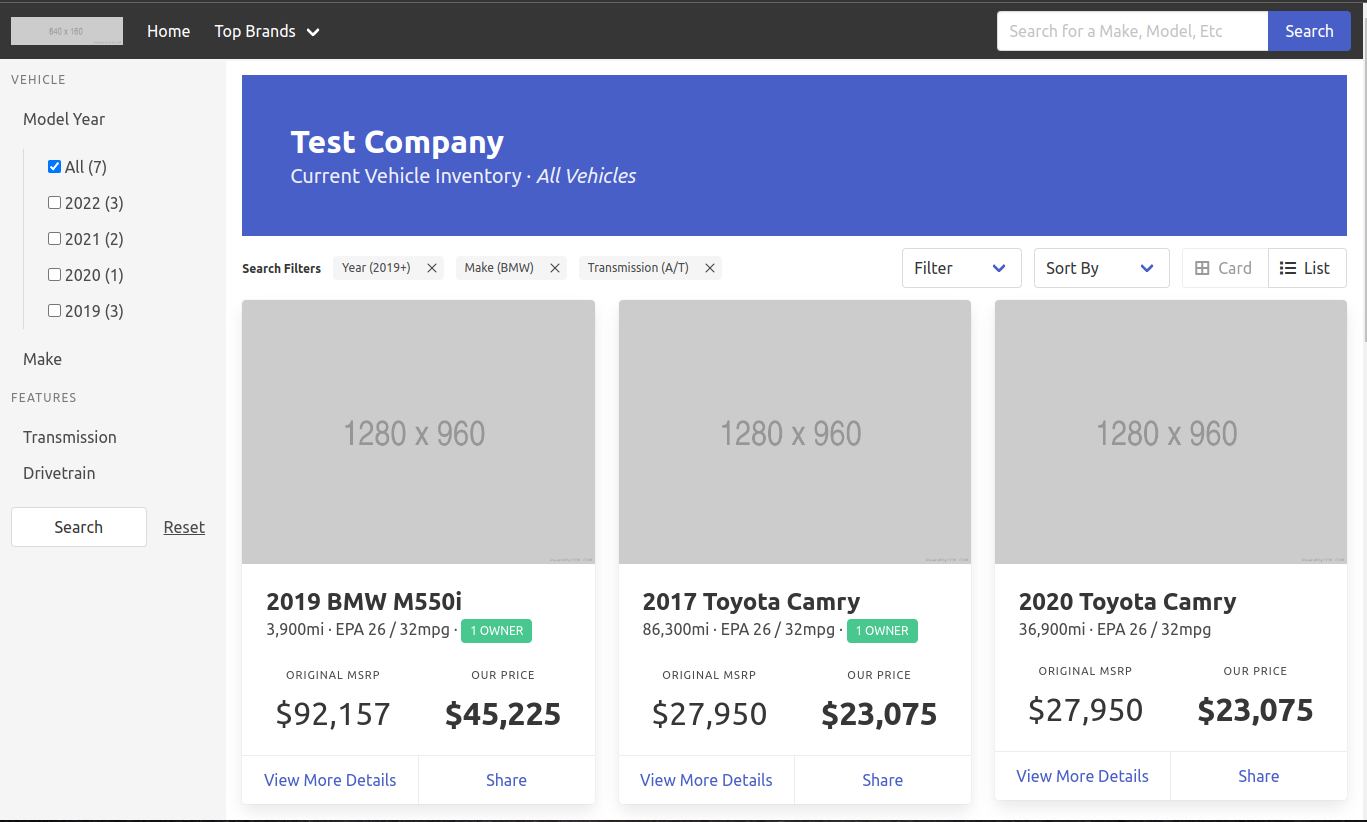 640 x 160
Home
Top Brands
Search for a Make, Model, Etc
Search
VEHICLE
Model Year
All (7)
2022 (3)
2021 (2)
2020 (1)
2019 (3)
Make
FEATURES
Transmission
Drivetrain
Search
Reset
Test Company
Current Vehicle Inventory · All Vehicles
Search Filters
Year (2019+)
Make (BMW)
Transmission (A/T)
Filter
Sort By
Card
List
1280 x 960
2019 BMW M550i
3,900mi · EPA 26 / 32mpg · 1 OWNER
ORIGINAL MSRP
OUR PRICE
$92,157
$45,225
View More Details
Share
1280 x 960
2017 Toyota Camry
86,300mi · EPA 26 / 32mpg · 1 OWNER
ORIGINAL MSRP
OUR PRICE
$27,950
$23,075
View More Details
Share
1280 x 960
2020 Toyota Camry
36,900mi · EPA 26 / 32mpg
ORIGINAL MSRP
OUR PRICE
$27,950
$23,075
View More Details
Share